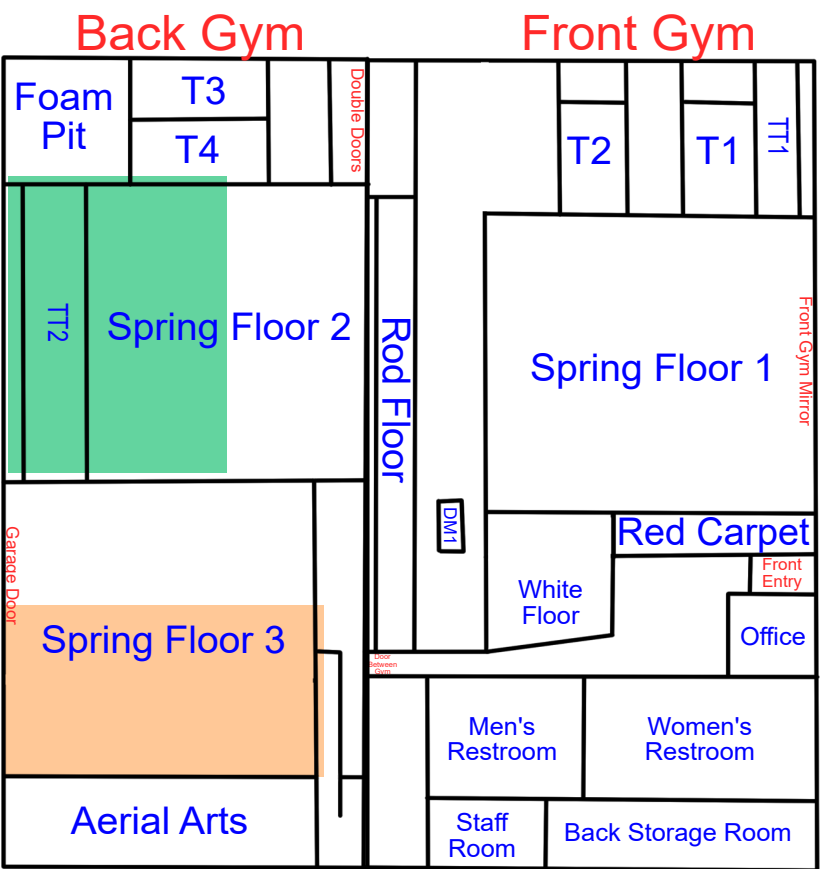 Back Gym
Front Gym
Foam
Pit
T3
T4
Double Doors
T2
T1
TT1
TT2
Spring Floor 2
Rod Floor
Spring Floor 1
Front Gym Mirror
DM1
Red Carpet
Front
Entry
White
Floor
Office
Garage Door
Spring Floor 3
Door
Between
Gym
Men's
Restroom
Women's
Restroom
Aerial Arts
Staff
Room
Back Storage Room